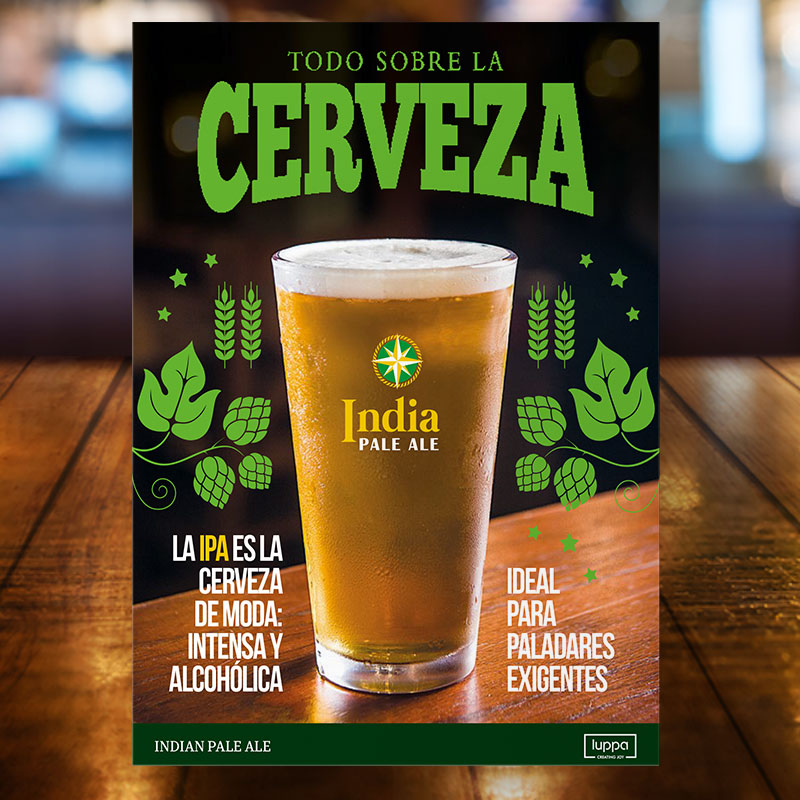 TODO SOBRE LA
CERVEZA
India
PALE ALE
LA IPA ES LA
CERVEZA
DE MODA:
INTENSA Y
ALCOHÓLICA
IDEAL
PARA
PALADARES
EXIGENTES
INDIAN PALE ALE
luppa
CREATING JOY